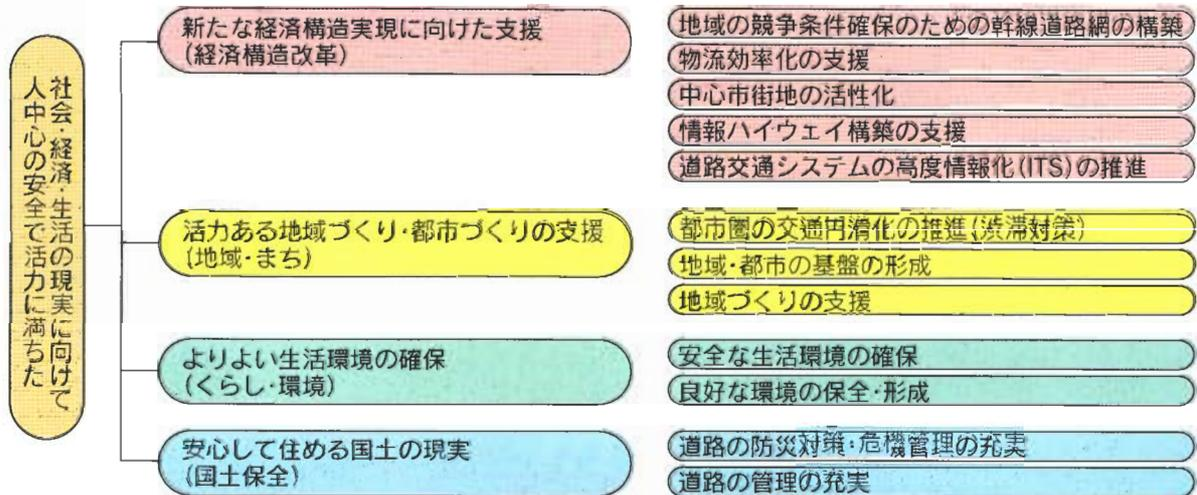 社会・経済・生活の現実に向けて
人中心の安全で活力に満ちた
新たな経済構造実現に向けた支援
(経済構造改革)
地域の競争条件確保のための幹線道路網の構築
物流効率化の支援
中心市街地の活性化
情報ハイウェイ構築の支援
道路交通システムの高度情報化(ITS)の推進
活力ある地域づくり・都市づくりの支援
(地域・まち)
都市圏の交通円滑化の推進(渋滞対策)
地域・都市の基盤の形成
地域づくりの支援
よりよい生活環境の確保
(くらし・環境)
安全な生活環境の確保
良好な環境の保全・形成
安心して住める国土の現実
(国土保全)
道路の防災対策・危機管理の充実
道路の管理の充実